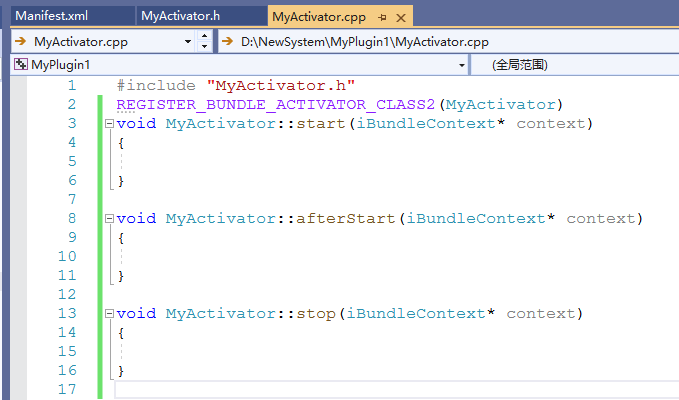 Manifest.xml MyActivator.h MyActivator.cpp
MyActivator.cpp D:\NewSystem\MyPlugin1\MyActivator.cpp
MyPlugin1 (全局范围)
1 #include "MyActivator.h"
2 REGISTER_BUNDLE_ACTIVATOR_CLASS2(MyActivator)
3 void MyActivator::start(iBundleContext* context)
4 {
5
6 }
7
8 void MyActivator::afterStart(iBundleContext* context)
9 {
10
11 }
12
13 void MyActivator::stop(iBundleContext* context)
14 {
15
16 }
17